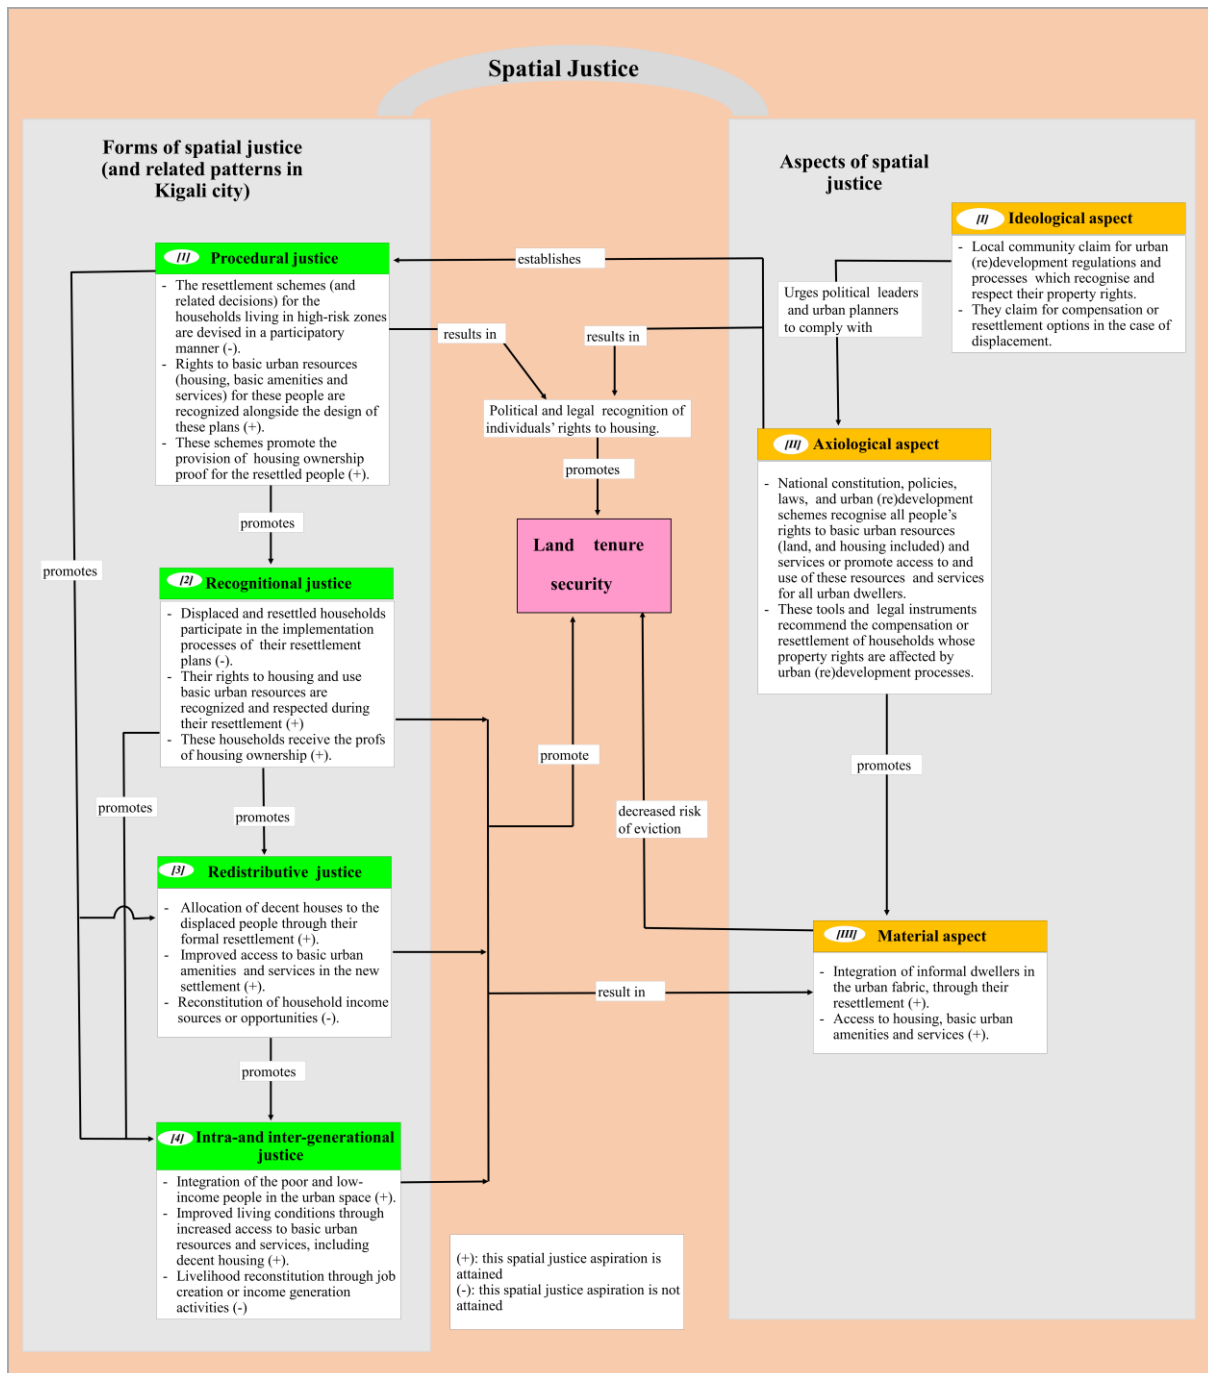 Spatial Justice
Forms of spatial justice
(and related patterns in
Kigali city)
[1] Procedural justice
- The resettlement schemes (and
related decisions) for the
households living in high-risk zones
are devised in a participatory
manner (-).
- Rights to basic urban resources
(housing, basic amenities and
services) for these people are
recognized alongside the design of
these plans (+).
- These schemes promote the
provision of housing ownership
proof for the resettled people (+).
promotes
promotes
[2] Recognitional justice
- Displaced and resettled households
participate in the implementation
processes of their resettlement
plans (-).
- Their rights to housing and use
basic urban resources are
recognized and respected during
their resettlement (+)
- These households receive the profs
of housing ownership (+).
promotes
promotes
[3] Redistributive justice
- Allocation of decent houses to the
displaced people through their
formal resettlement (+).
- Improved access to basic urban
amenities and services in the new
settlement (+).
- Reconstitution of household income
sources or opportunities (-).
promotes
[4] Intra-and inter-generational
justice
- Integration of the poor and low-
income people in the urban space (+).
- Improved living conditions through
increased access to basic urban
resources and services, including
decent housing (+).
- Livelihood reconstitution through job
creation or income generation
activities (-)
establishes
results in
results in
Political and legal recognition of
individuals' rights to housing.
promotes
Land tenure
security
promote
decreased risk
of eviction
result in
(+): this spatial justice aspiration is
attained
(-): this spatial justice aspiration is not
attained
Aspects of spatial
justice
[I] Ideological aspect
- Local community claim for urban
(re)development regulations and
processes which recognise and
respect their property rights.
- They claim for compensation or
resettlement options in the case of
displacement.
Urges political leaders
and urban planners
to comply with
[II] Axiological aspect
- National constitution, policies,
laws, and urban (re)development
schemes recognise all people's
rights to basic urban resources
(land, and housing included) and
services or promote access to and
use of these resources and services
for all urban dwellers.
- These tools and legal instruments
recommend the compensation or
resettlement of households whose
property rights are affected by
urban (re)development processes.
promotes
[III] Material aspect
- Integration of informal dwellers in
the urban fabric, through their
resettlement (+).
- Access to housing, basic urban
amenities and services (+).